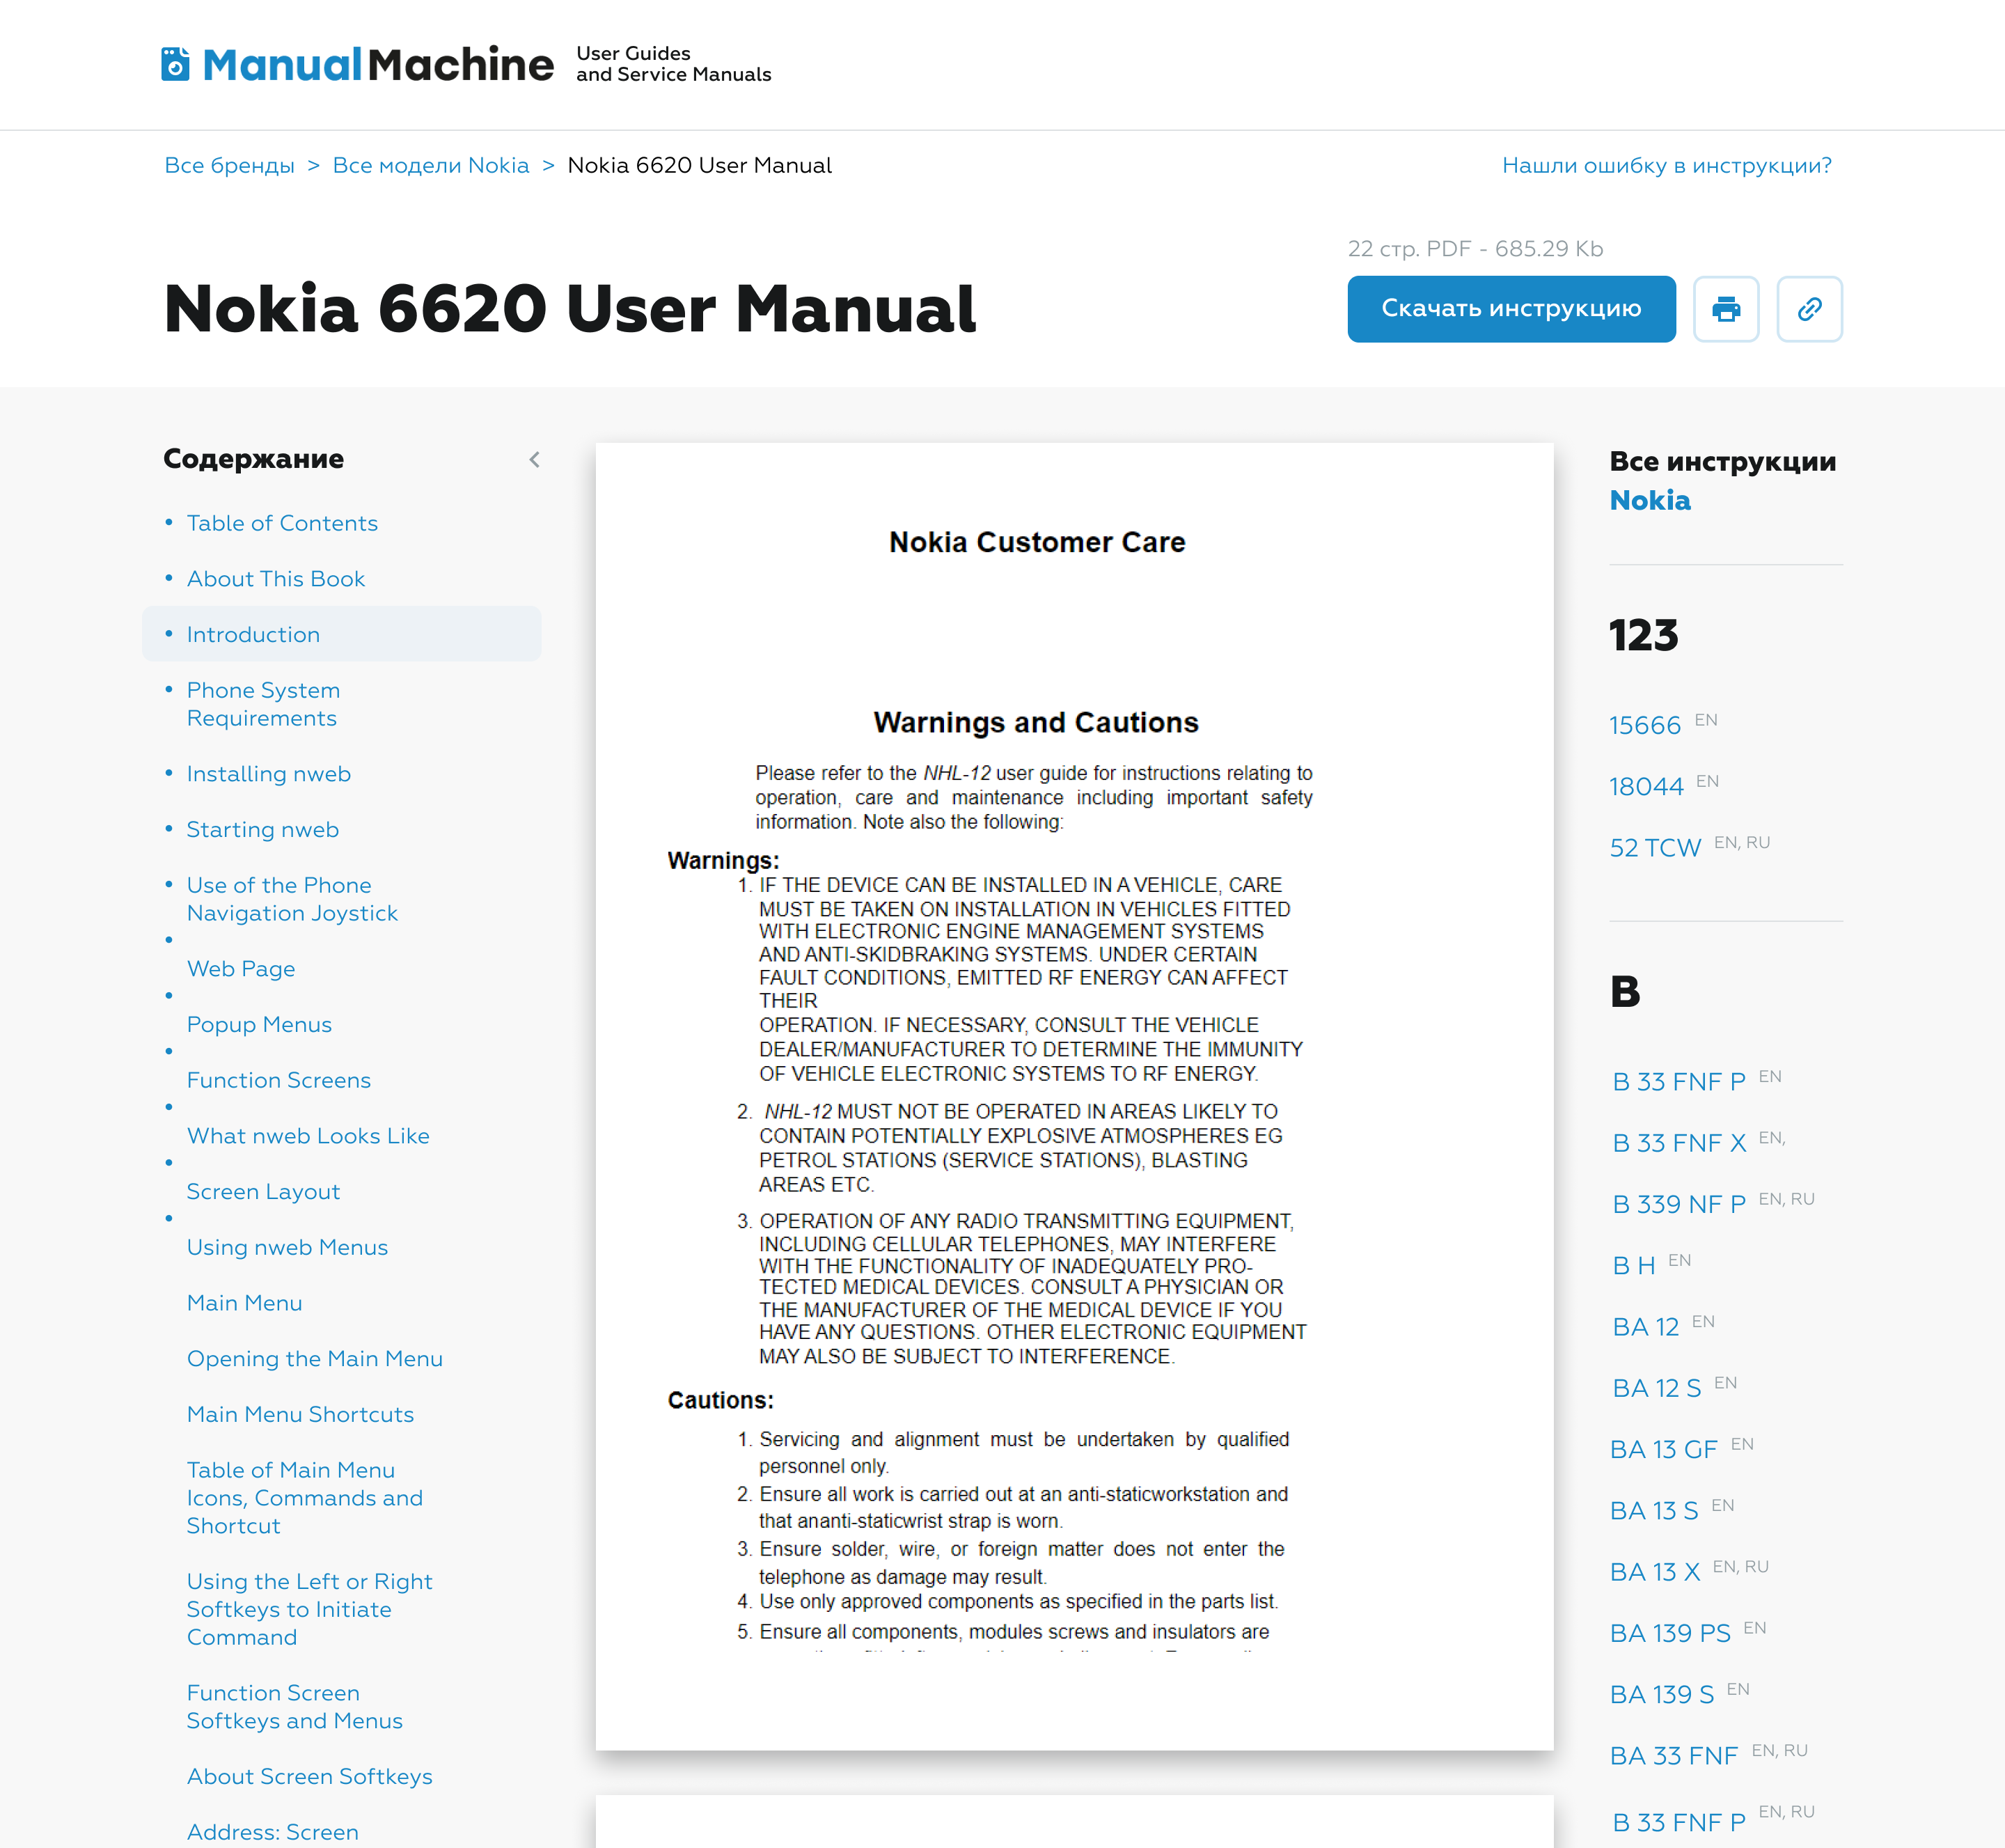 ManualMachine
User Guides
and Service Manuals
Все бренды > Все модели Nokia > Nokia 6620 User Manual
Нашли ошибку в инструкции?
22 стр. PDF - 685.29 Kb
Nokia 6620 User Manual
Скачать инструкцию
Содержание
• Table of Contents
• About This Book
• Introduction
• Phone System
Requirements
• Installing nweb
• Starting nweb
• Use of the Phone
Navigation Joystick
•
Web Page
•
Popup Menus
•
Function Screens
•
What nweb Looks Like
•
Screen Layout
•
Using nweb Menus
Main Menu
Opening the Main Menu
Main Menu Shortcuts
Table of Main Menu
Icons, Commands and
Shortcut
Using the Left or Right
Softkeys to Initiate
Command
Function Screen
Softkeys and Menus
About Screen Softkeys
Address: Screen
Nokia Customer Care
Warnings and Cautions
Please refer to the NHL-12 user guide for instructions relating to
operation, care and maintenance including important safety
information. Note also the following:
Warnings:
1. IF THE DEVICE CAN BE INSTALLED IN A VEHICLE, CARE
MUST BE TAKEN ON INSTALLATION IN VEHICLES FITTED
WITH ELECTRONIC ENGINE MANAGEMENT SYSTEMS
AND ANTI-SKIDBRAKING SYSTEMS. UNDER CERTAIN
FAULT CONDITIONS, EMITTED RF ENERGY CAN AFFECT
THEIR
OPERATION. IF NECESSARY, CONSULT THE VEHICLE
DEALER/MANUFACTURER TO DETERMINE THE IMMUNITY
OF VEHICLE ELECTRONIC SYSTEMS TO RF ENERGY.
2. NHL-12 MUST NOT BE OPERATED IN AREAS LIKELY TO
CONTAIN POTENTIALLY EXPLOSIVE ATMOSPHERES EG
PETROL STATIONS (SERVICE STATIONS), BLASTING
AREAS ETC.
3. OPERATION OF ANY RADIO TRANSMITTING EQUIPMENT,
INCLUDING CELLULAR TELEPHONES, MAY INTERFERE
WITH THE FUNCTIONALITY OF INADEQUATELY PRO-
TECTED MEDICAL DEVICES. CONSULT A PHYSICIAN OR
THE MANUFACTURER OF THE MEDICAL DEVICE IF YOU
HAVE ANY QUESTIONS. OTHER ELECTRONIC EQUIPMENT
MAY ALSO BE SUBJECT TO INTERFERENCE.
Cautions:
1. Servicing and alignment must be undertaken by qualified
personnel only.
2. Ensure all work is carried out at an anti-staticworkstation and
that ananti-staticwrist strap is worn.
3. Ensure solder, wire, or foreign matter does not enter the
telephone as damage may result.
4. Use only approved components as specified in the parts list.
5. Ensure all components, modules screws and insulators are
Все инструкции
Nokia
123
15666 EN
18044 EN
52 TCW EN, RU
B
B 33 FNF P EN
B 33 FNF X EN,
B 339 NF P EN, RU
B H EN
BA 12 EN
BA 12 S EN
BA 13 GF EN
BA 13 S EN
BA 13 X EN, RU
BA 139 PS EN
BA 139 S EN
BA 33 FNF EN, RU
B 33 FNF P EN, RU